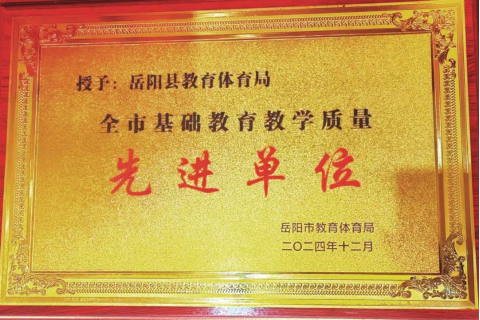 授予：岳阳县教育体育局
全市基础教育教学质量
先进单位
岳阳市教育体育局
二〇二四年十二月